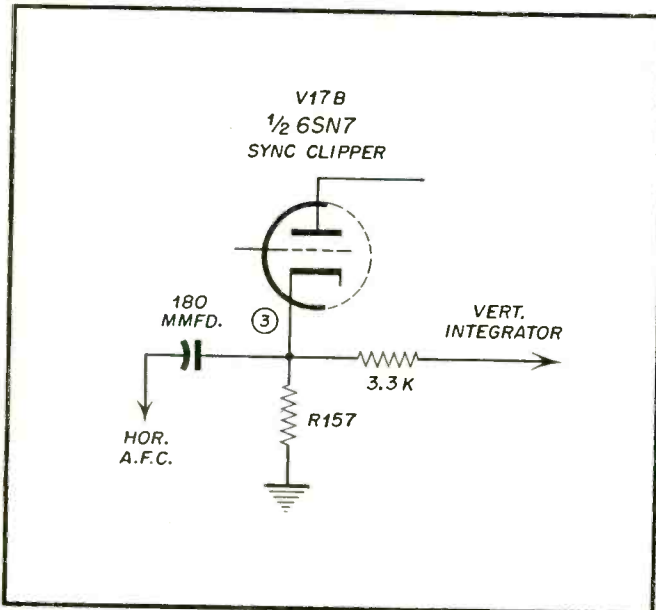 V17B
1/2 6SN7
SYNC CLIPPER
180
MMFD.
3
VERT.
INTEGRATOR
3.3 K
R157
HOR.
A.F.C.